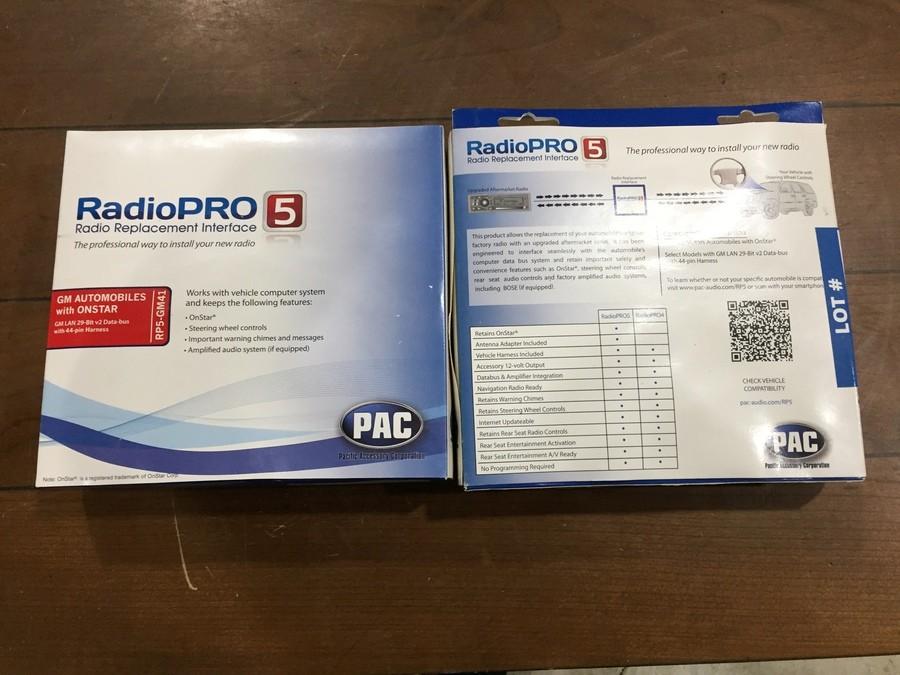 RadioPRO 5
Radio Replacement Interface
The professional way to install your new radio
GM AUTOMOBILES
with ONSTAR
GM LAN 29-Bit v2 Data-bus
with 44-pin Harness
RP5-GM41
Works with vehicle computer system
and keeps the following features:
• OnStar®
• Steering wheel controls
• Important warning chimes and messages
• Amplified audio system (if equipped)
PAC
Pacific Accessory Corporation
Note: OnStar®, is a registered trademark of OnStar Corp.
RadioPRO 5
Radio Replacement Interface
The professional way to install your new radio
Upgraded Aftermarket Radio
Radio Replacement
Interface
RadioPRO 5
Your Vehicle with
Steering Wheel Controls
This product allows the replacement of your
factory radio with an upgraded aftermarket It has been
engineered to interface seamlessly with the automobile's
computer data bus system and retain important safety and
convenience features such as OnStar®, steering wheel controls,
rear seat audio controls and factory amplified audio systems,
including BOSE (if equipped).
Automobiles with OnStar®
Select Models with GM LAN 29-Bit v2 Data-bus
with 44-pin Harness
To learn whether or not your specific automobile is
visit www.pac-audio.com/RP5 or scan with your
LOT #
RadioPRO5 RadioPRO4
Retains OnStar® •
Antenna Adapter Included •
Vehicle Harness Included • •
Accessory 12-volt Output • •
Databus & Amplifier Integration • •
Navigation Radio Ready • •
Retains Warning Chimes • •
Retains Steering Wheel Controls • •
Internet Updateable • •
Retains Rear Seat Radio Controls • •
Rear Seat Entertainment Activation • •
Rear Seat Entertainment A/V Ready • •
No Programming Required • •
CHECK VEHICLE
COMPATIBILITY
pac-audio.com/RP5
PAC
Pacific Accessory Corporation